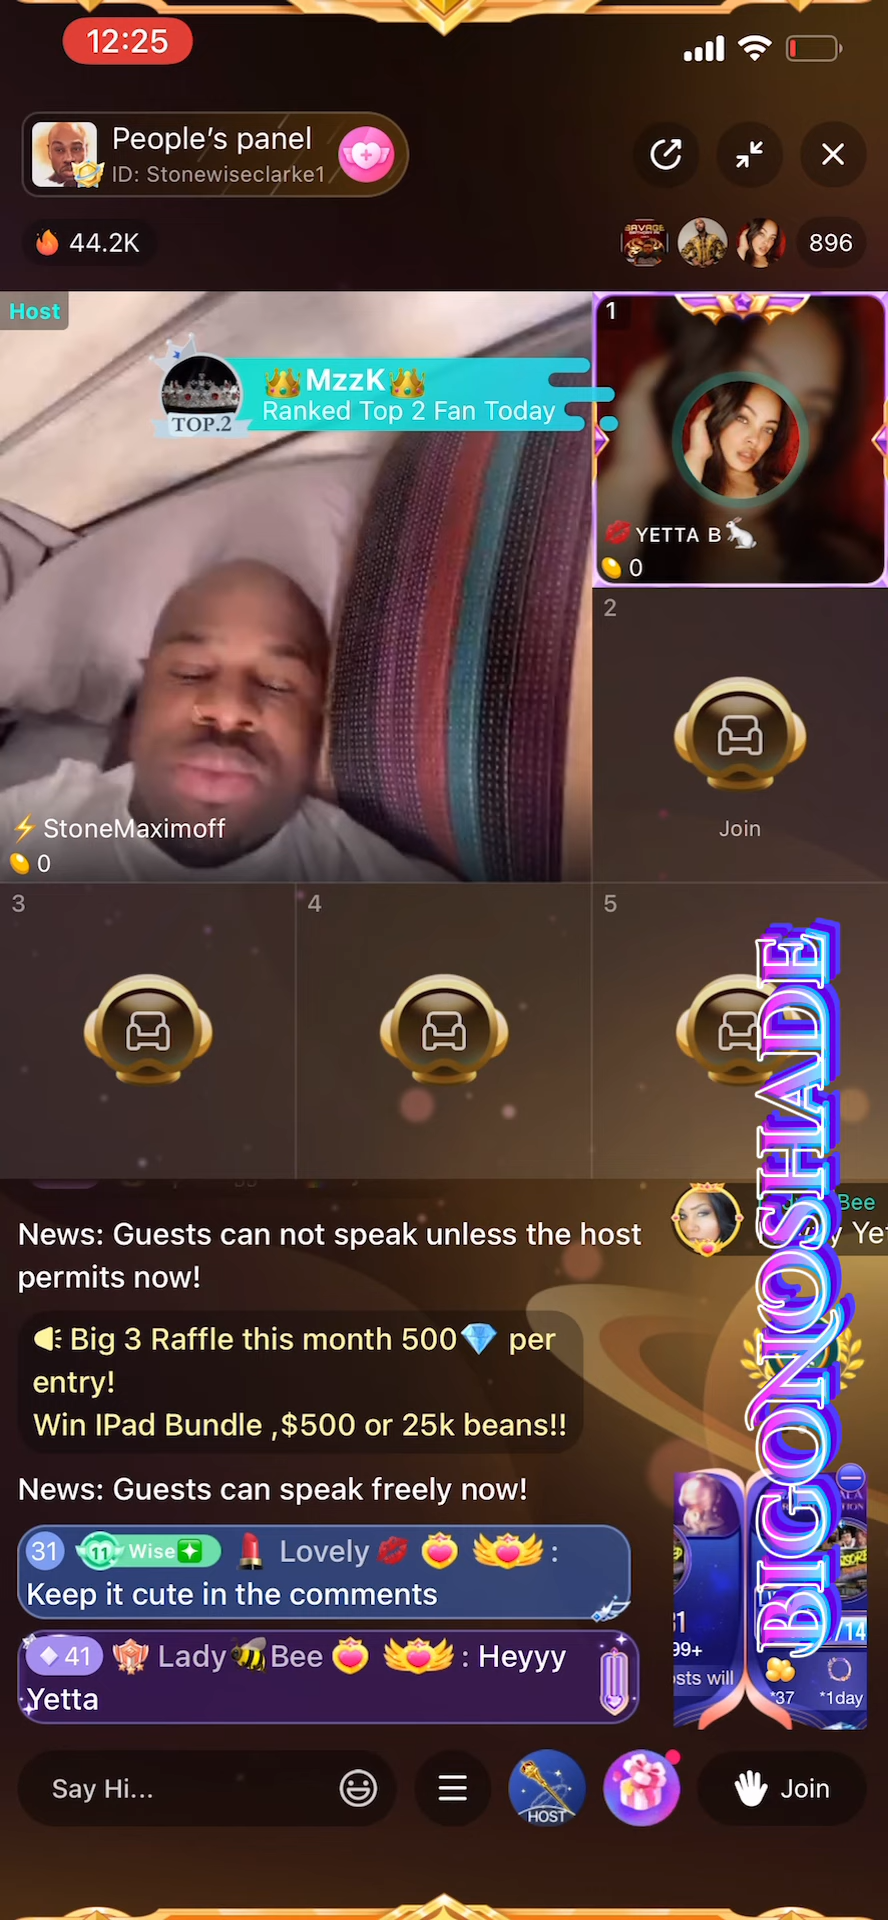 12:25
People's panel
ID: Stonewiseclarke1
44.2K
896
Host
👑MzzK👑
Ranked Top 2 Fan Today
TOP.2
1
💋 YETTA B🐇
0
2
Join
⚡StoneMaximoff
0
3
4
5
BIGONOSHADE
Bee
News: Guests can not speak unless the host
permits now!
Big 3 Raffle this month 500💎 per
entry!
Win IPad Bundle ,$500 or 25k beans!!
News: Guests can speak freely now!
31 11 Wise 💄 Lovely 💋 :
Keep it cute in the comments
41 Lady🐝Bee : Heyyy
Yetta
99+
sts will
/14
*37
*1day
Say Hi...
HOST
Join